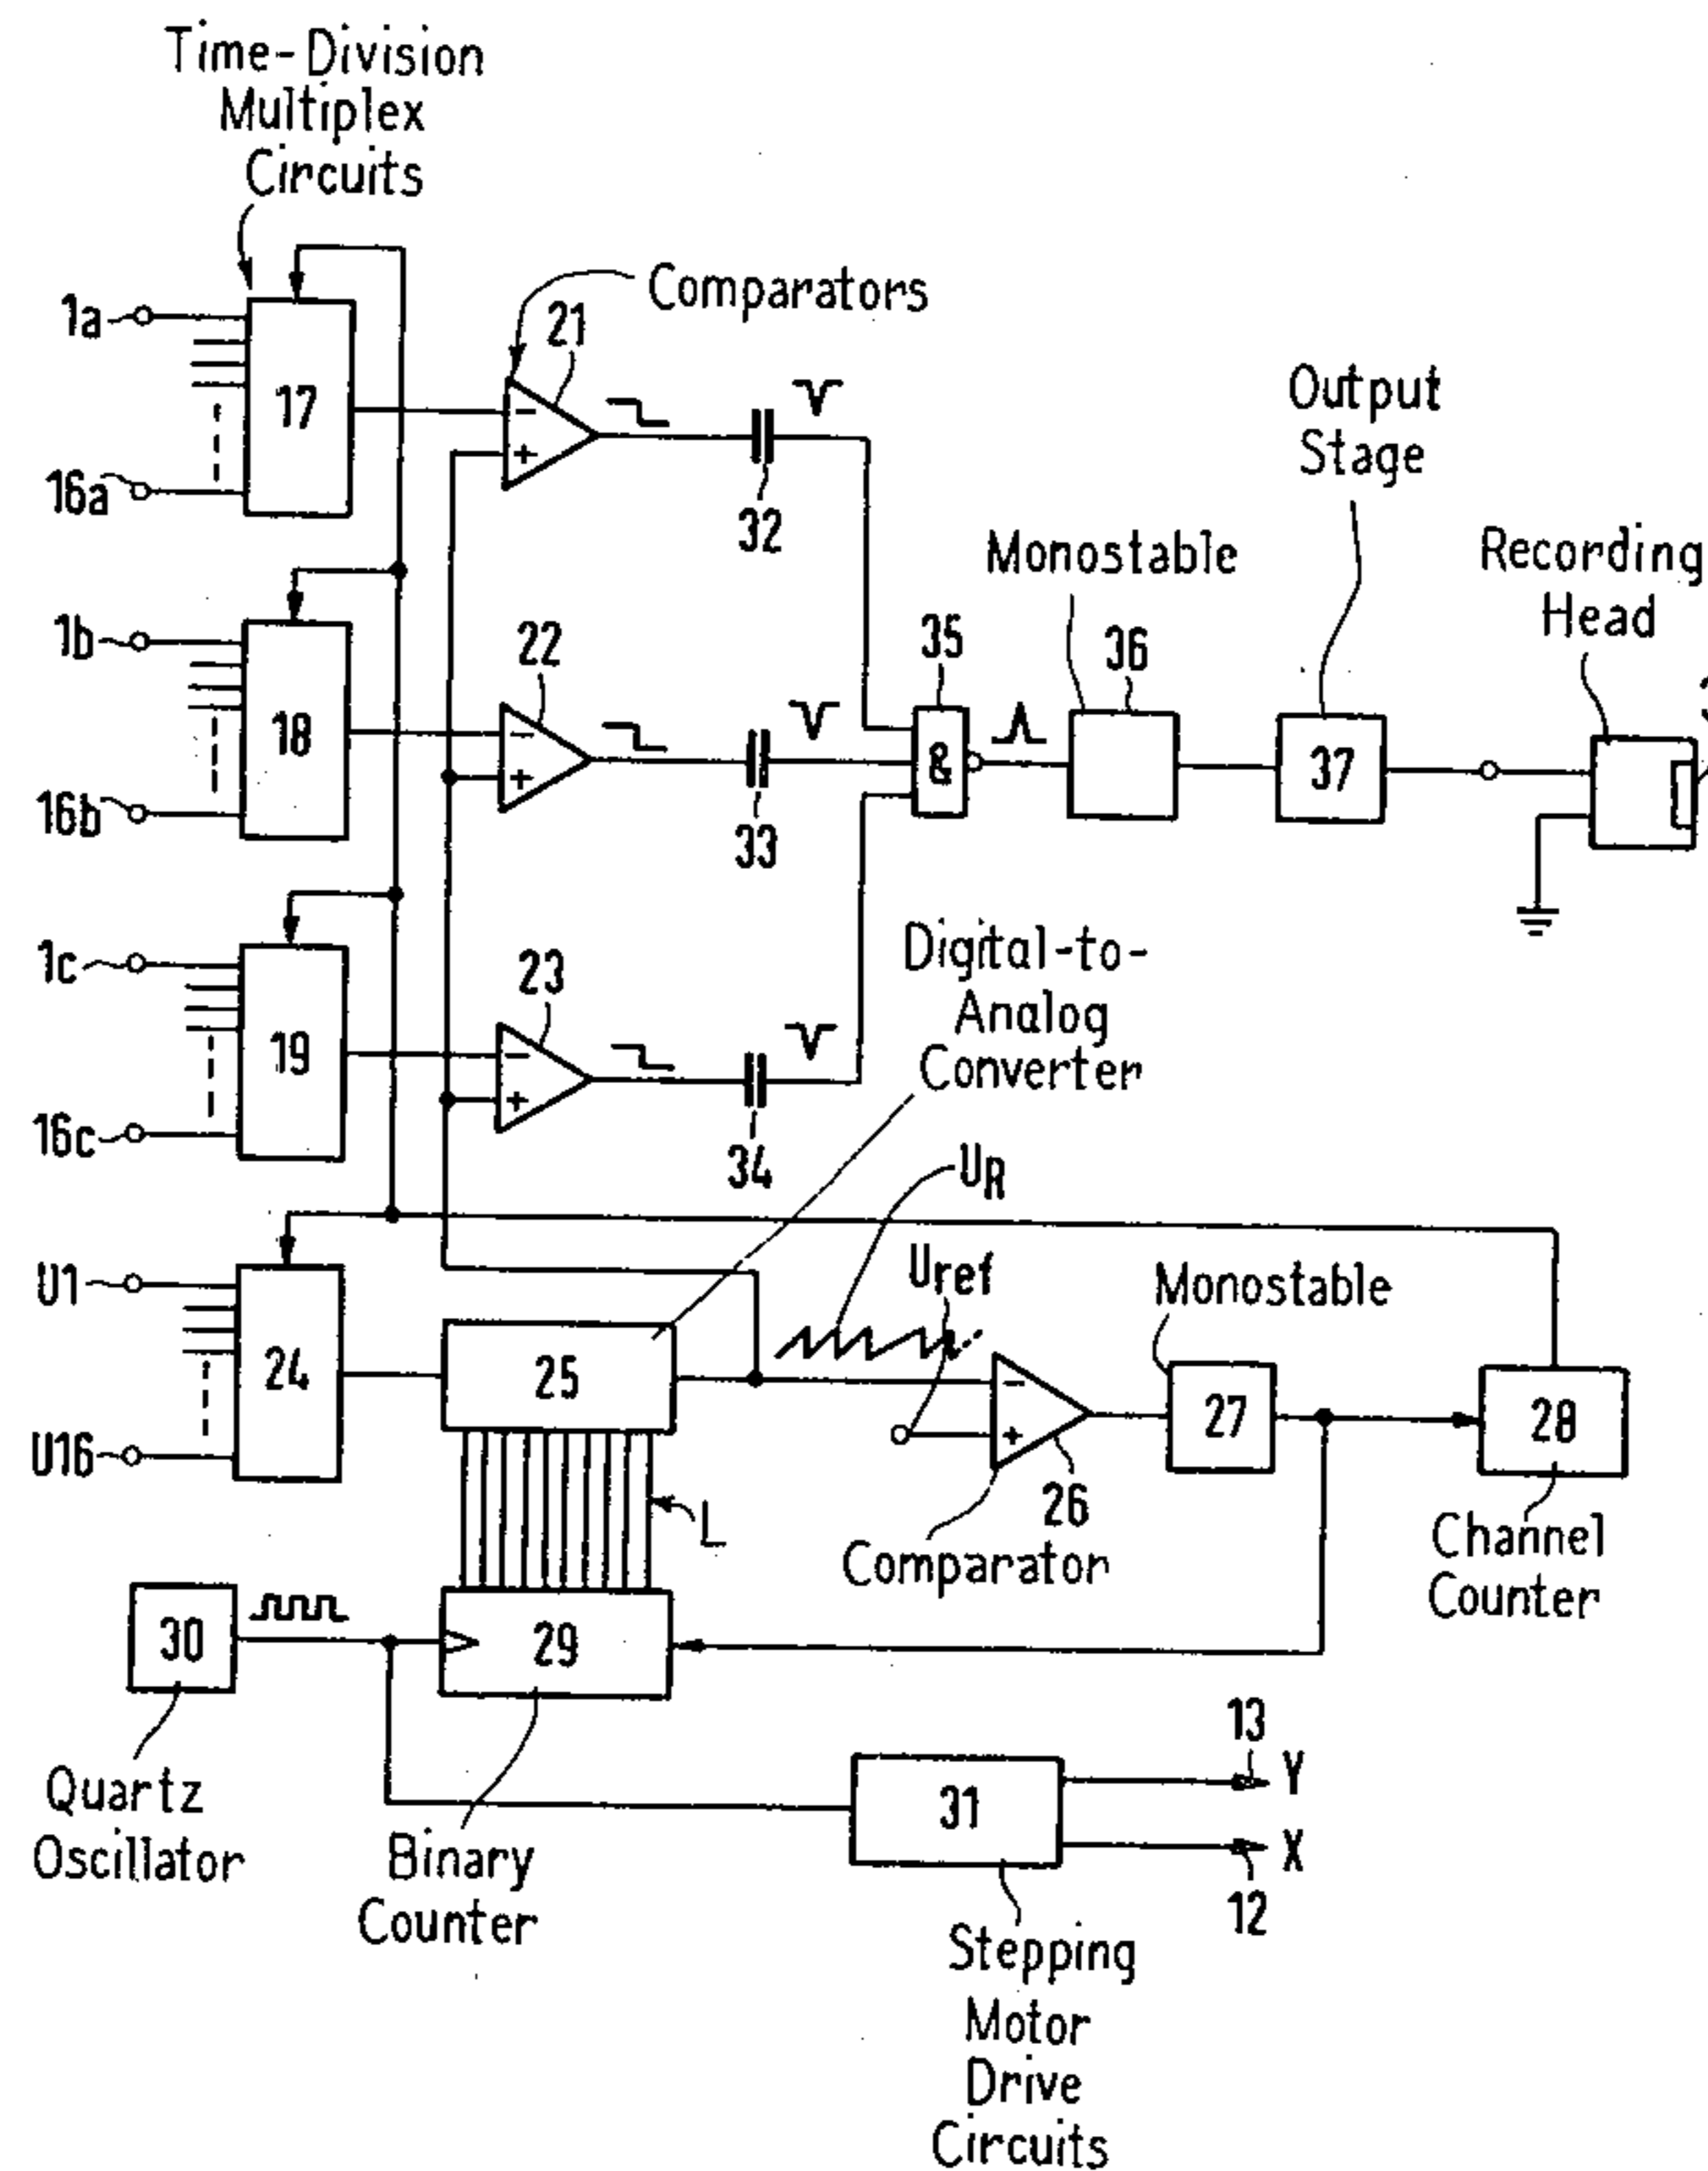 Time-Division
Multiplex
Circuits
Comparators
1a
21
17
-
+
16a
32
Output
Stage
Monostable
Recording
Head
1b
22
35
36
18
-
+
&
37
16b
33
1c
23
Digital-to-
Analog
Converter
19
-
+
16c
34
UR
Uref
Monostable
U1
24
25
-
+
27
28
U16
26
L
Comparator
Channel
Counter
30
29
13
Y
Quartz
Oscillator
Binary
Counter
31
X
12
Stepping
Motor
Drive
Circuits